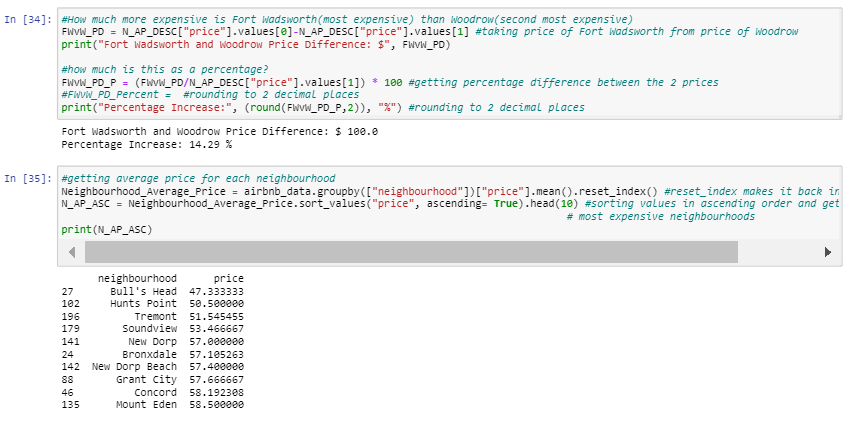 In [34]: #How much more expensive is Fort Wadsworth(most expensive) than Woodrow(second most expensive)
FWvW_PD = N_AP_DESC["price"].values[0]-N_AP_DESC["price"].values[1] #taking price of Fort Wadsworth from price of Woodrow
print("Fort Wadsworth and Woodrow Price Difference: $", FWvW_PD)
#how much is this as a percentage?
FWvW_PD_P = (FWvW_PD/N_AP_DESC["price"].values[1]) * 100 #getting percentage difference between the 2 prices
#FWvW_PD_Percent =  #rounding to 2 decimal places
print("Percentage Increase:", (round(FWvW_PD_P,2)), "%") #rounding to 2 decimal places
Fort Wadsworth and Woodrow Price Difference: $ 100.0
Percentage Increase: 14.29 %
In [35]: #getting average price for each neighbourhood
Neighbourhood_Average_Price = airbnb_data.groupby(["neighbourhood"])["price"].mean().reset_index() #reset_index makes it back in
N_AP_ASC = Neighbourhood_Average_Price.sort_values("price", ascending= True).head(10) #sorting values in ascending order and get
# most expensive neighbourhoods
print(N_AP_ASC)
neighbourhood price
27 Bull's Head 47.333333
102 Hunts Point 50.500000
196 Tremont 51.545455
179 Soundview 53.466667
141 New Dorp 57.000000
24 Bronxdale 57.105263
142 New Dorp Beach 57.400000
88 Grant City 57.666667
46 Concord 58.192308
135 Mount Eden 58.500000